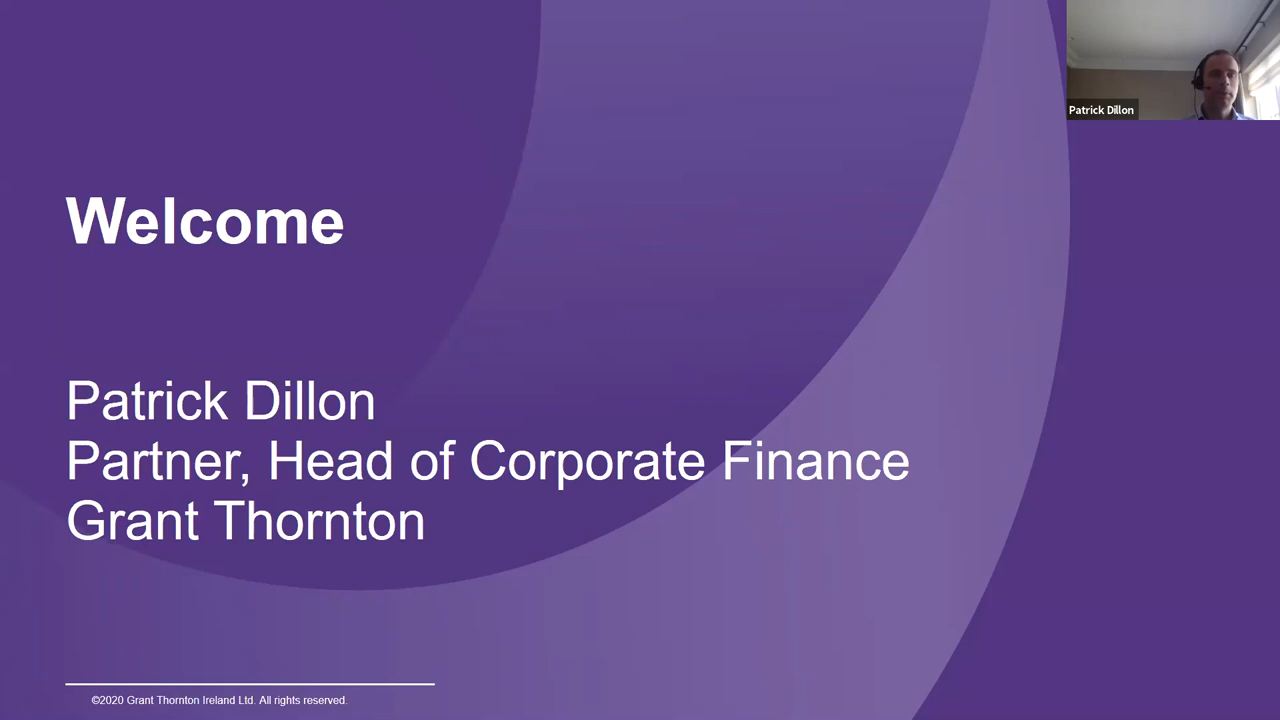 Patrick Dillon
Welcome
Patrick Dillon
Partner, Head of Corporate Finance
Grant Thornton
©2020 Grant Thornton Ireland Ltd. All rights reserved.